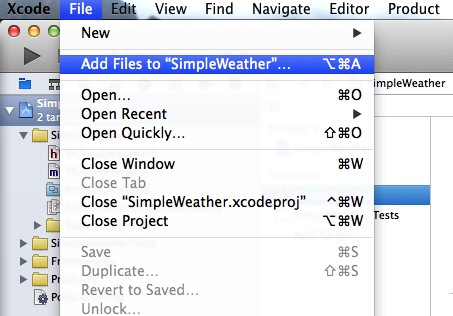 Xcode File Edit View Find Navigate Editor Product
New
Add Files to “SimpleWeather”... ⌥⌘A
impleWeather
Open... ⌘O
Open Recent
Open Quickly... ⇧⌘O
Close Window ⌘W
Close Tab
Close “SimpleWeather.xcodeproj” ^⌘W
Tests
Close Project ⌥⌘W
Save ⌘S
Duplicate... ⇧⌘S
Revert to Saved...
Unlock...
Sim
2 tar
Si
h
m
Si
Fr
Pr
Po